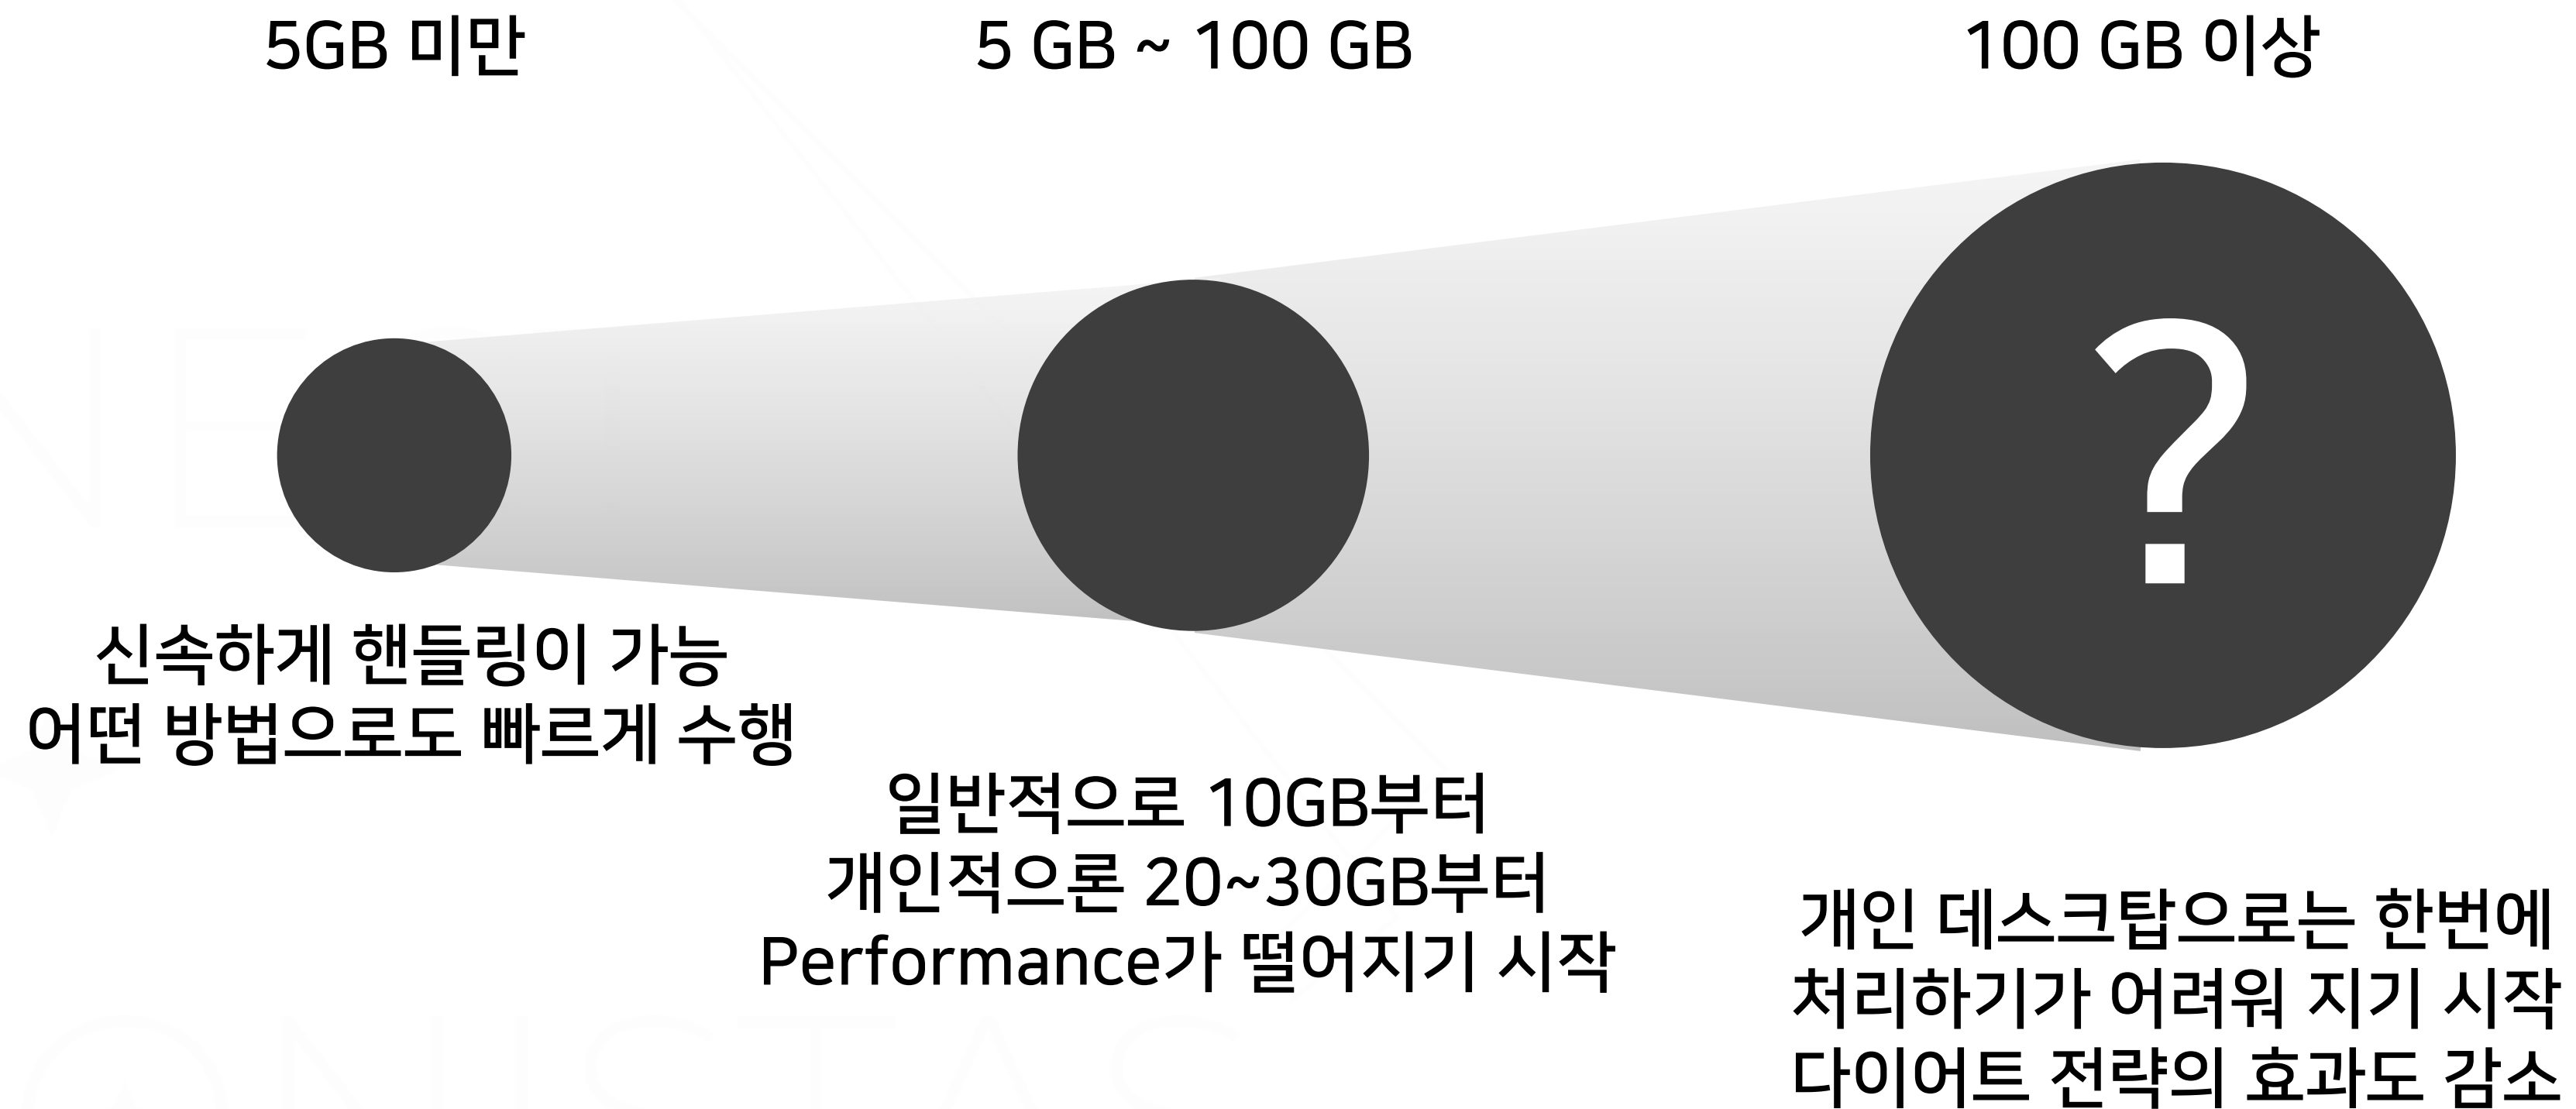 5GB 미만
5 GB ~ 100 GB
100 GB 이상
?
신속하게 핸들링이 가능
어떤 방법으로도 빠르게 수행
일반적으로 10GB부터
개인적으론 20~30GB부터
Performance가 떨어지기 시작
개인 데스크탑으로는 한번에
처리하기가 어려워 지기 시작
다이어트 전략의 효과도 감소